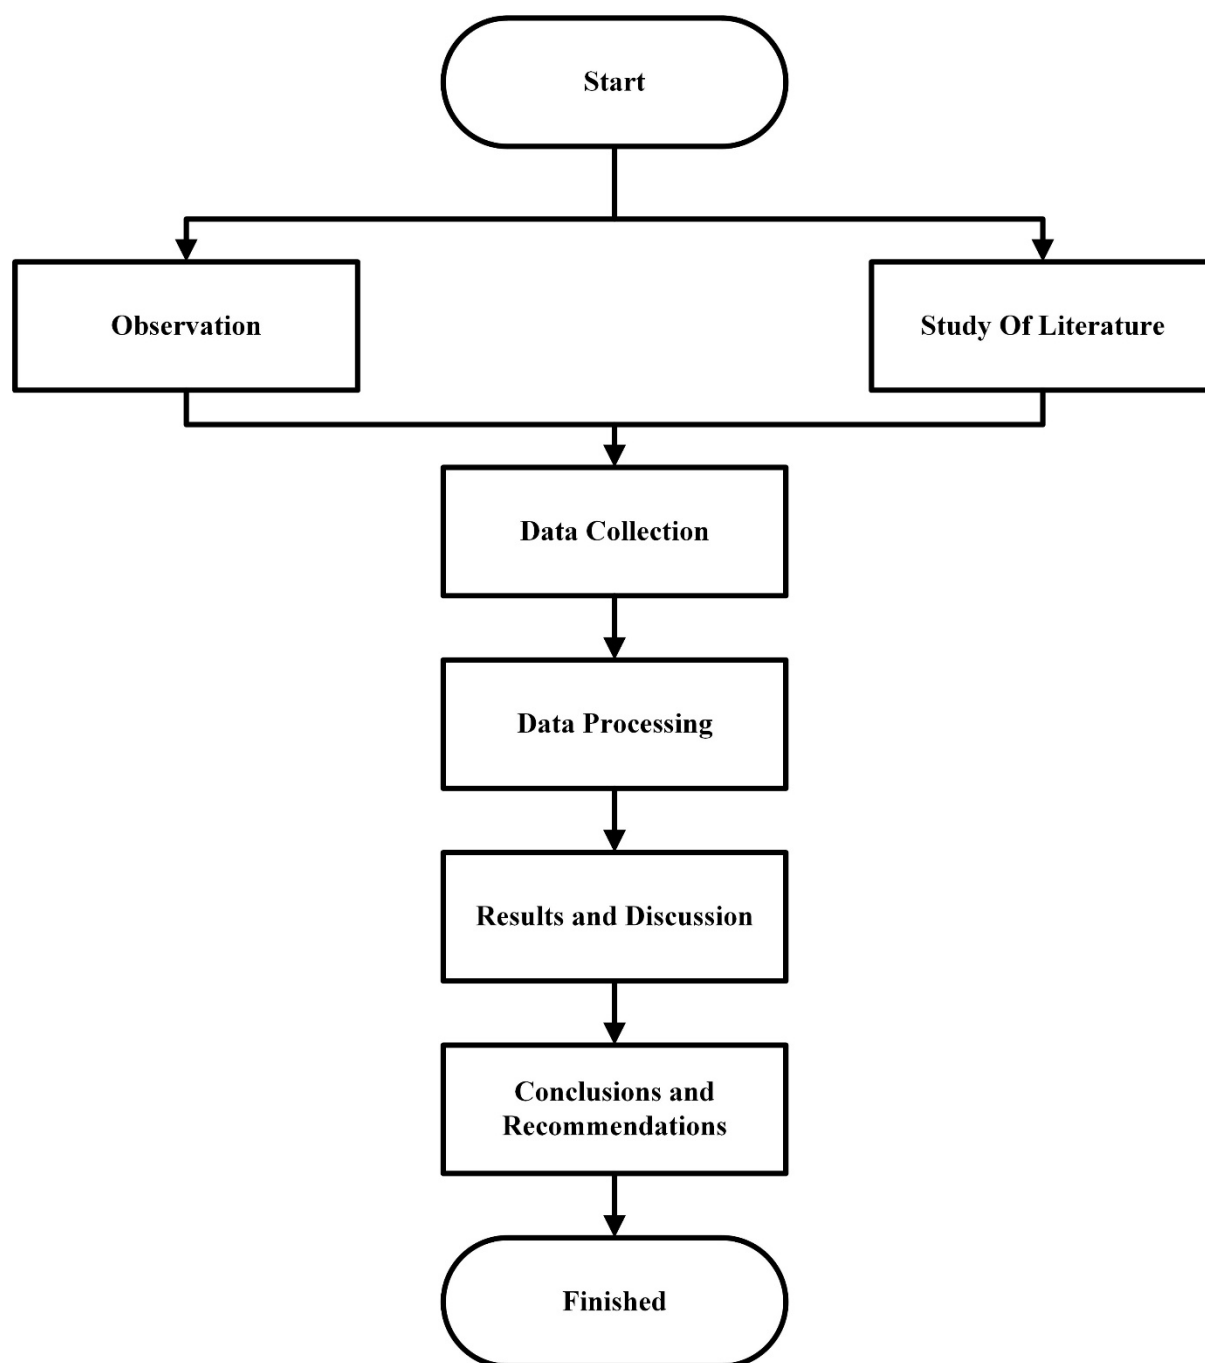 Start
Observation
Study Of Literature
Data Collection
Data Processing
Results and Discussion
Conclusions and
Recommendations
Finished